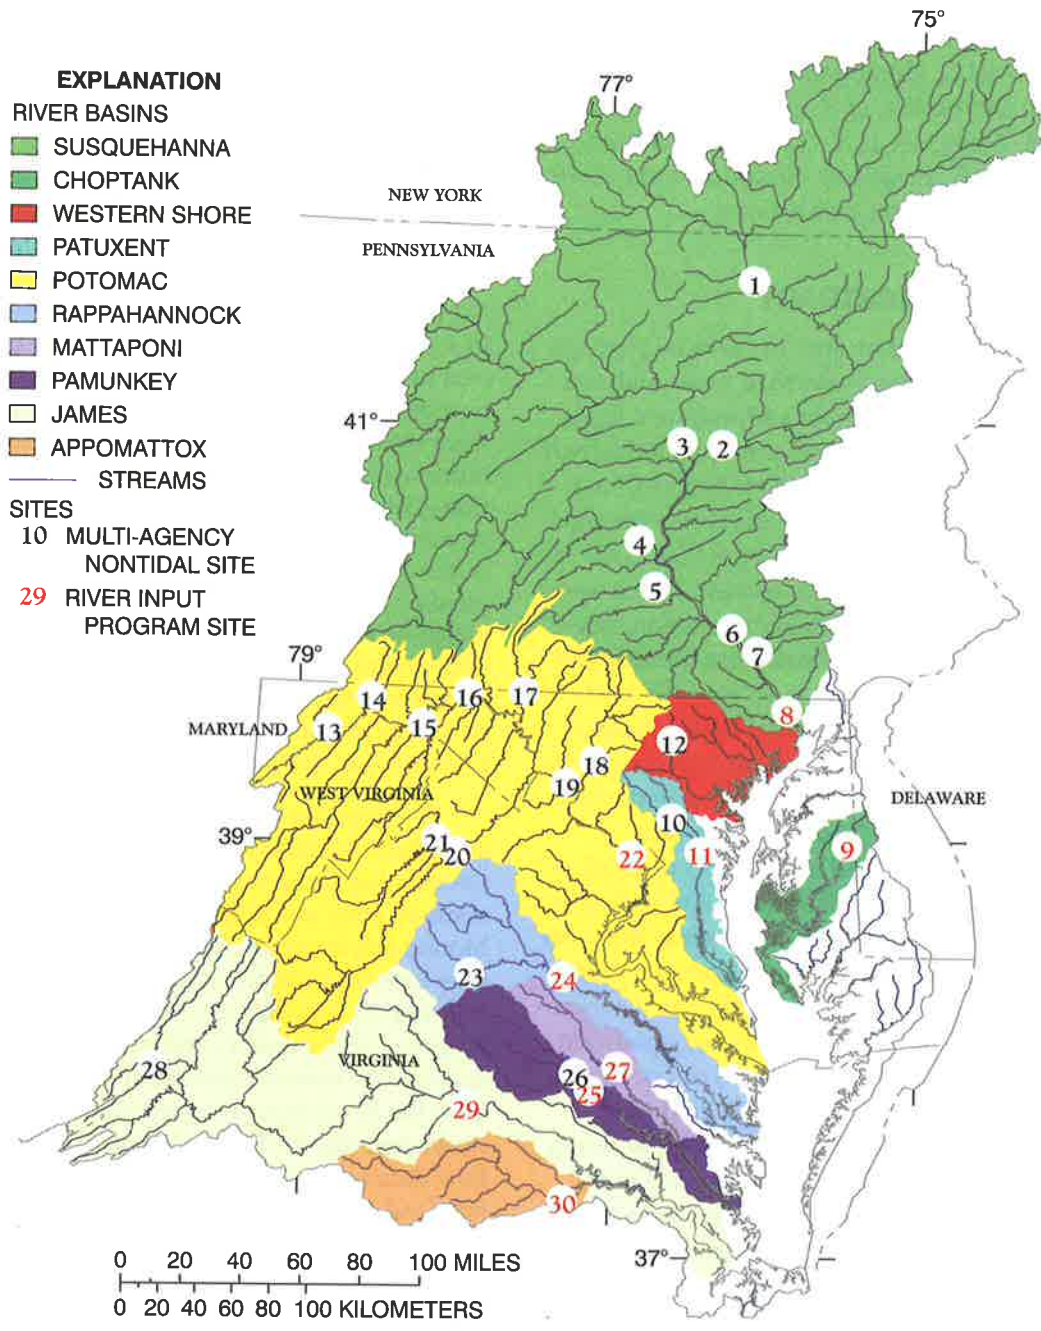 75°
77°
EXPLANATION
RIVER BASINS
SUSQUEHANNA
CHOPTANK
WESTERN SHORE
PATUXENT
POTOMAC
RAPPAHANNOCK
MATTAPONI
PAMUNKEY
JAMES
APPOMATTOX
STREAMS
SITES
10 MULTI-AGENCY
NONTIDAL SITE
29 RIVER INPUT
PROGRAM SITE
NEW YORK
PENNSYLVANIA
1
41°
3
2
4
5
6
7
79°
8
14
16
17
13
15
MARYLAND
12
18
19
WEST VIRGINIA
DELAWARE
10
39°
21
20
22
11
9
23
24
VIRGINIA
28
26
27
25
29
30
37°
0 20 40 60 80 100 MILES
0 20 40 60 80 100 KILOMETERS